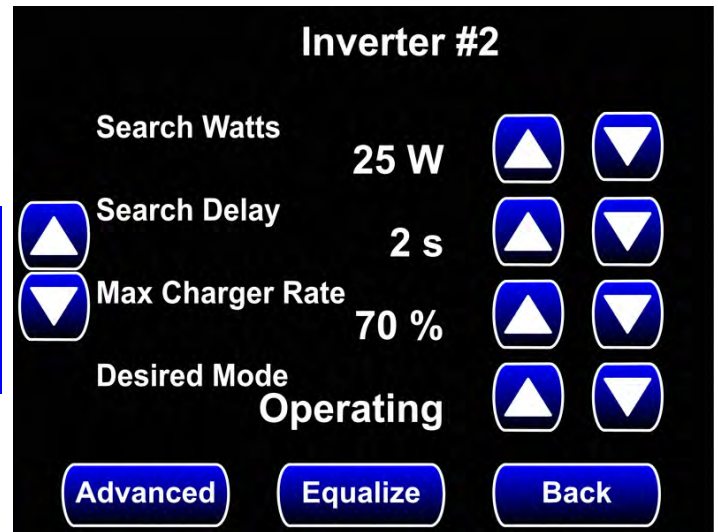 Inverter #2
Search Watts
25 W
Search Delay
2 s
Max Charger Rate
70 %
Desired Mode
Operating
Advanced Equalize Back